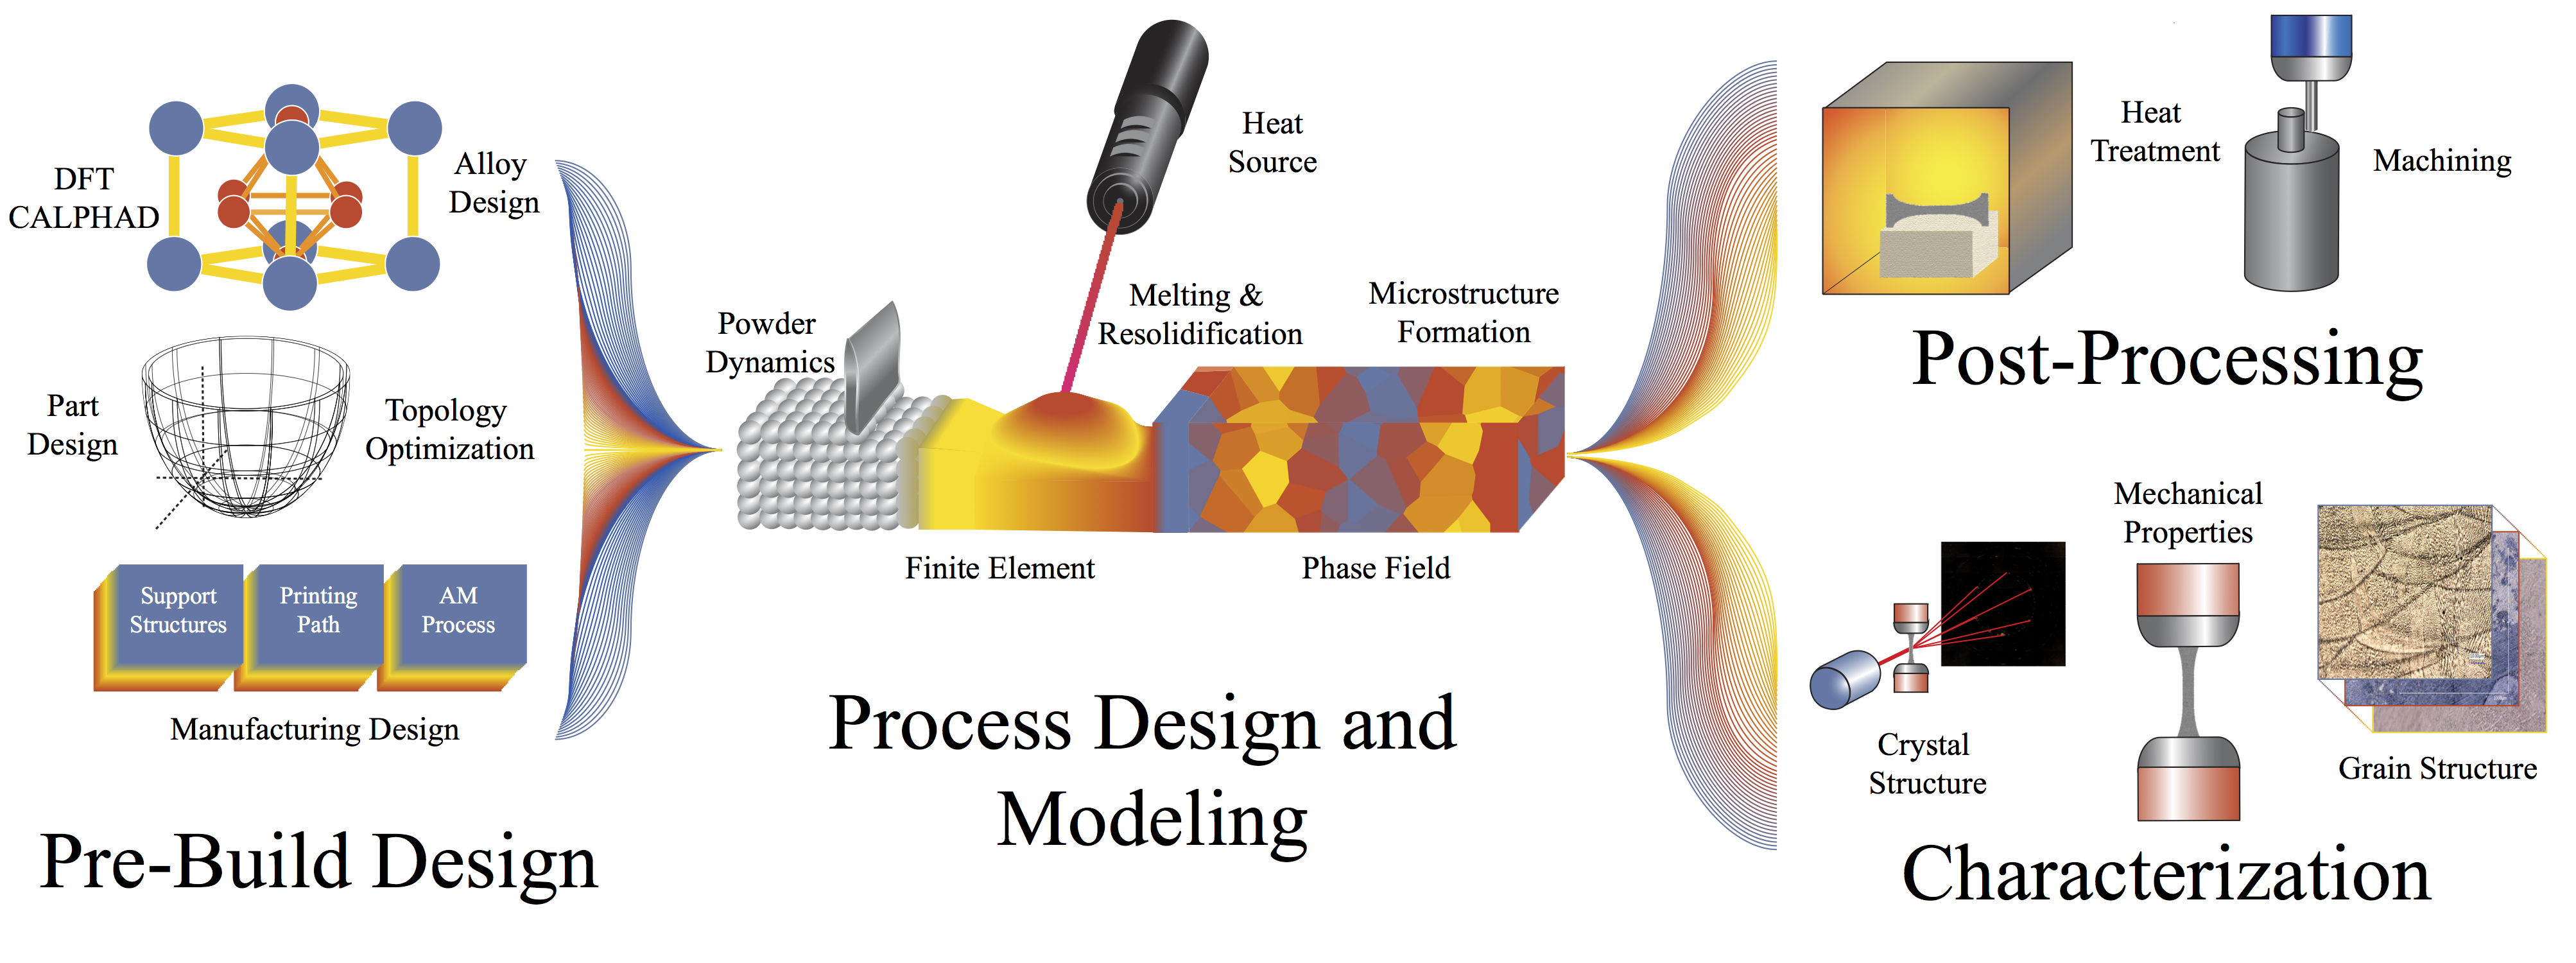 DFT
CALPHAD
Alloy
Design
Part
Design
Topology
Optimization
Support
Structures
Printing
Path
AM
Process
Manufacturing Design
Pre-Build Design
Powder
Dynamics
Heat
Source
Melting &
Resolidification
Microstructure
Formation
Finite Element
Phase Field
Process Design and
Modeling
Heat
Treatment
Machining
Post-Processing
Crystal
Structure
Mechanical
Properties
Grain Structure
Characterization